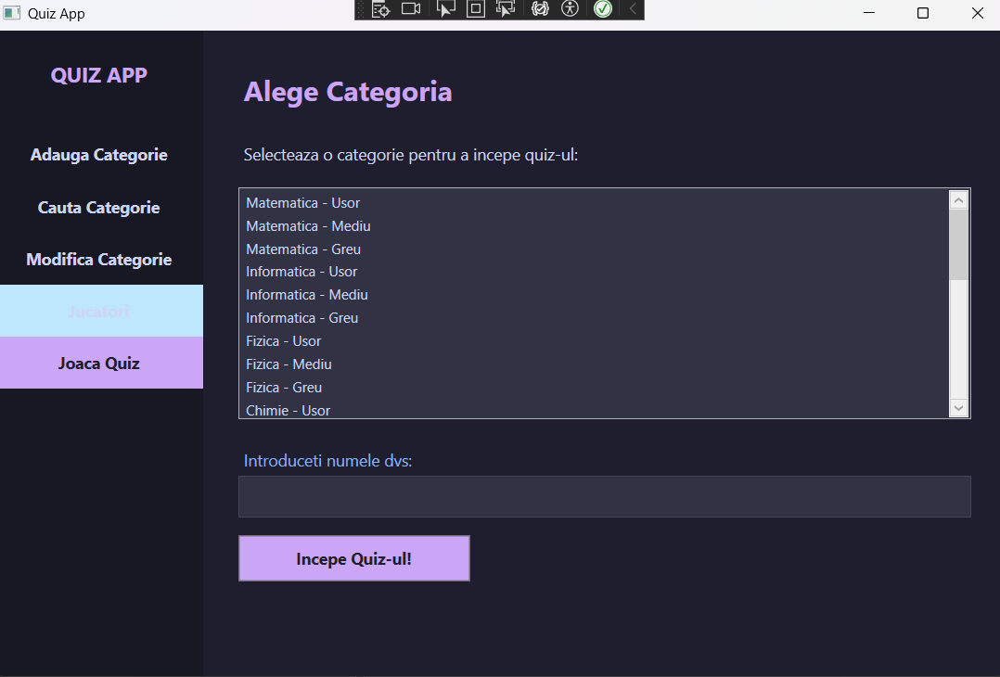 Quiz App
QUIZ APP
Adauga Categorie
Cauta Categorie
Modifica Categorie
Jucatori
Joaca Quiz
Alege Categoria
Selecteaza o categorie pentru a incepe quiz-ul:
Matematica - Usor
Matematica - Mediu
Matematica - Greu
Informatica - Usor
Informatica - Mediu
Informatica - Greu
Fizica - Usor
Fizica - Mediu
Fizica - Greu
Chimie - Usor
Introduceti numele dvs:
Incepe Quiz-ul!